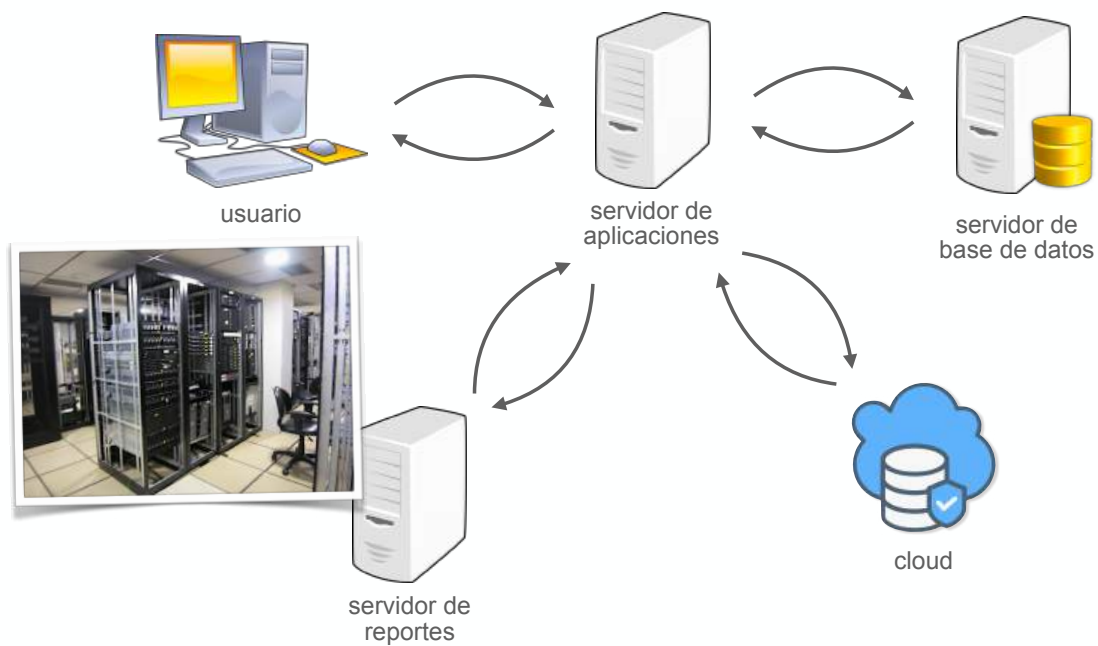 usuario
servidor de
aplicaciones
servidor de
base de datos
cloud
servidor de
reportes